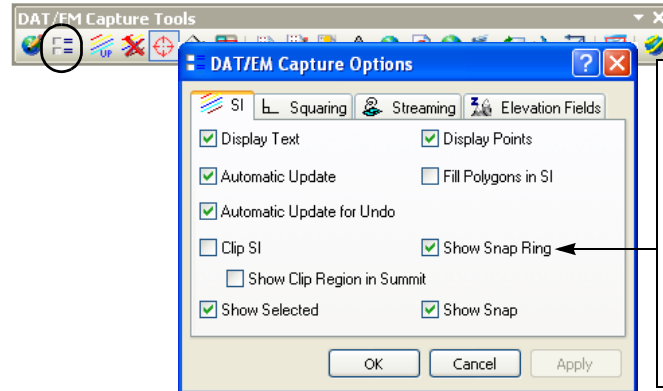 DAT/EM Capture Tools
UP
DAT/EM Capture Options
SI
Squaring
Streaming
Elevation Fields
Display Text
Display Points
Automatic Update
Fill Polygons in SI
Automatic Update for Undo
Clip SI
Show Snap Ring
Show Clip Region in Summit
Show Selected
Show Snap
OK
Cancel
Apply